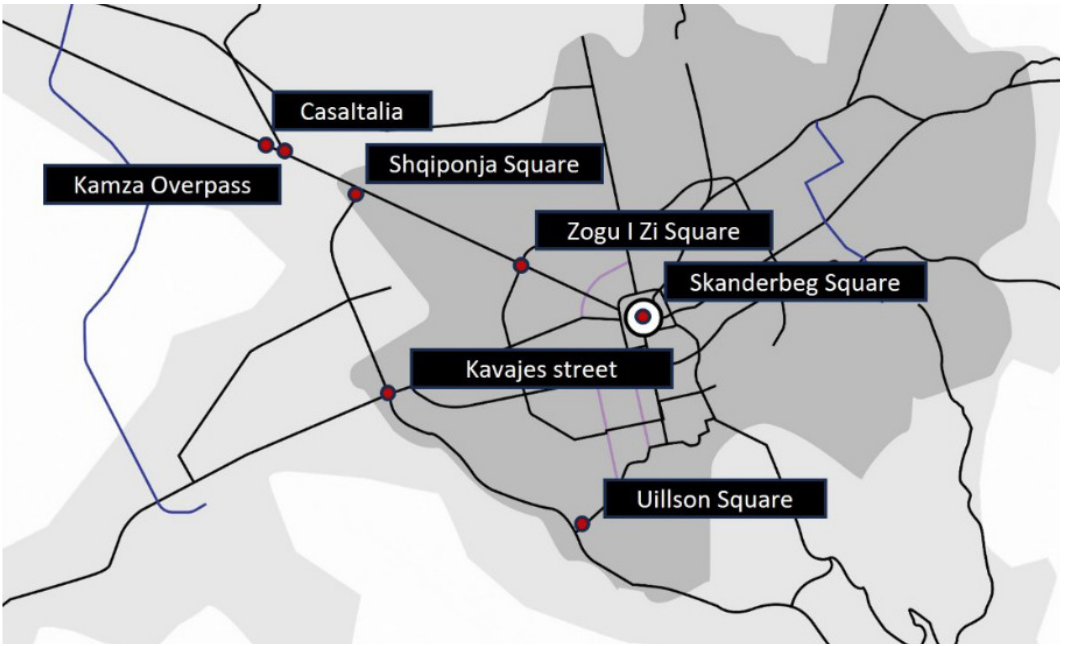 Casaltalia
Shqiponja Square
Kamza Overpass
Zogu I Zi Square
Skanderbeg Square
Kavajes street
Uillson Square